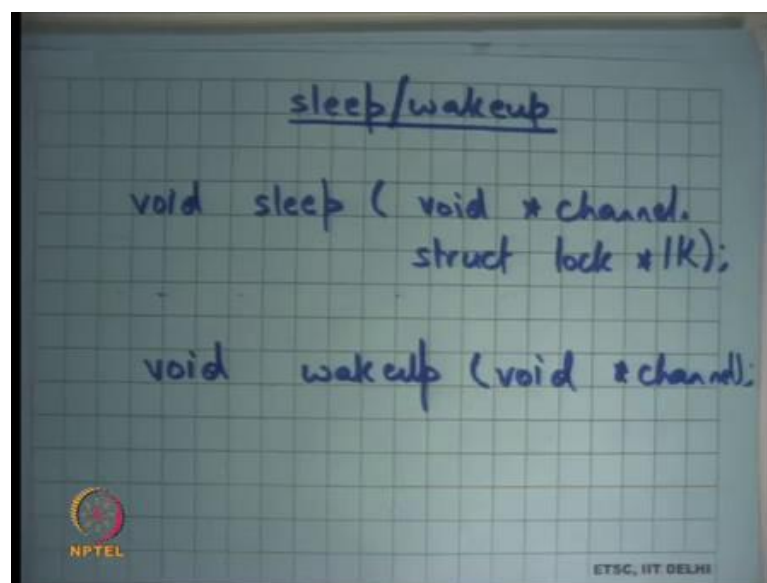 sleep/wakeup
void sleep ( void * channel.
struct lock * lk);
void wakeup (void * channel);
NPTEL
ETSC, IIT DELHI